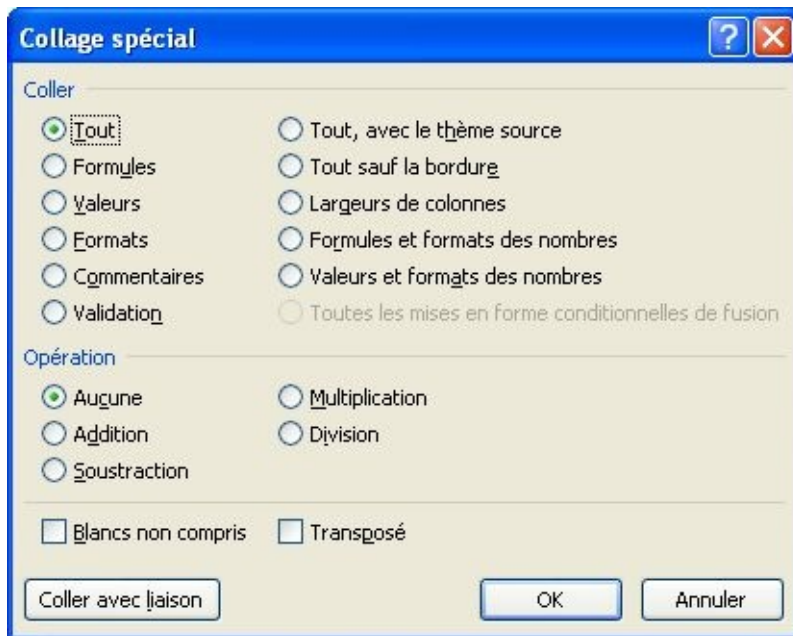 Collage spécial
Coller
Tout
Tout, avec le thème source
Formules
Tout sauf la bordure
Valeurs
Largeurs de colonnes
Formats
Formules et formats des nombres
Commentaires
Valeurs et formats des nombres
Validation
Toutes les mises en forme conditionnelles de fusion
Opération
Aucune
Multiplication
Addition
Division
Soustraction
Blancs non compris
Transposé
Coller avec liaison
OK
Annuler